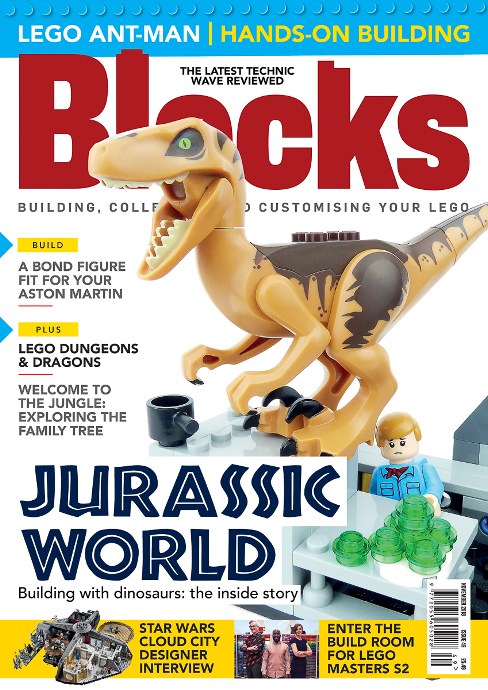 LEGO ANT-MAN | HANDS-ON BUILDING
THE LATEST TECHNIC
WAVE REVIEWED
Blocks
BUILDING, COLLE D CUSTOMISING YOUR LEGO
BUILD
A BOND FIGURE
FIT FOR YOUR
ASTON MARTIN
PLUS
LEGO DUNGEONS
& DRAGONS
WELCOME TO
THE JUNGLE:
EXPLORING THE
FAMILY TREE
JURASSIC
WORLD
Building with dinosaurs: the inside story
STAR WARS
CLOUD CITY
DESIGNER
INTERVIEW
ENTER THE
BUILD ROOM
FOR LEGO
MASTERS S2
NOVEMBER 2018